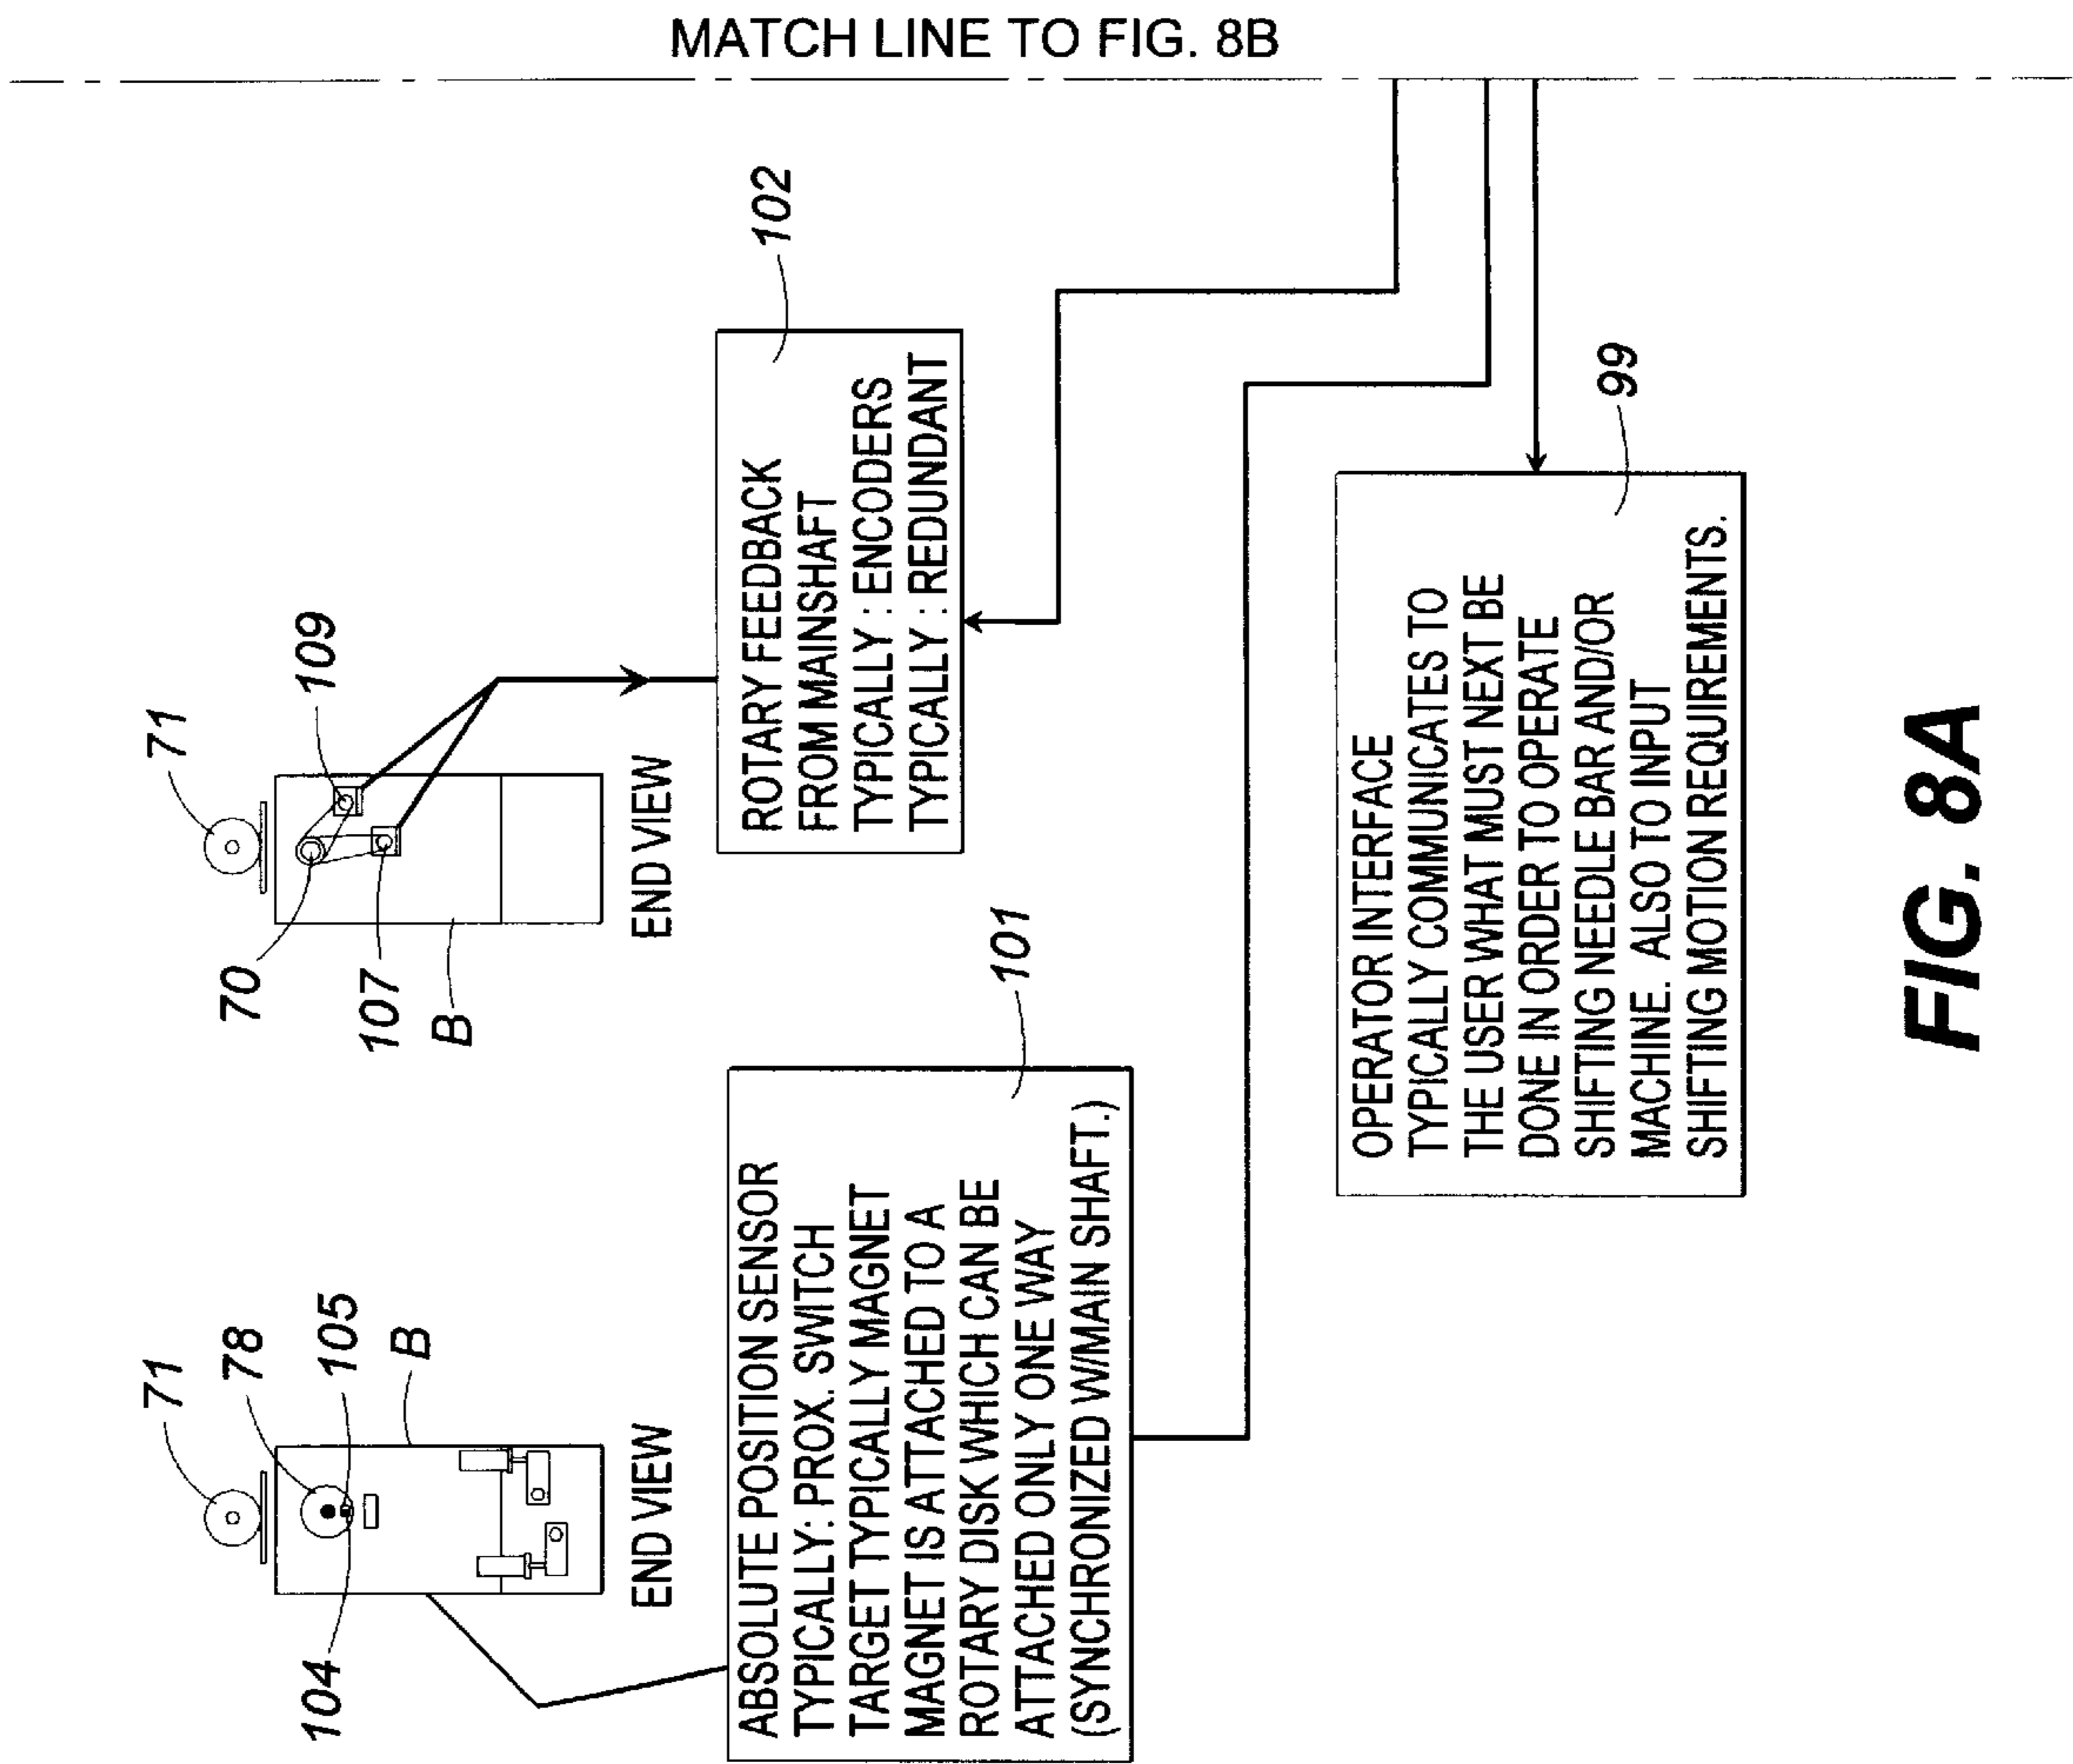 MATCH LINE TO FIG. 8B
71
78
105
B
104
END VIEW
71
109
70
107
B
END VIEW
101
ABSOLUTE POSITION SENSOR
TYPICALLY: PROX. SWITCH
TARGET TYPICALLY MAGNET
MAGNET IS ATTACHED TO A
ROTARY DISK WHICH CAN BE
ATTACHED ONLY ONE WAY
(SYNCHRONIZED W/MAIN SHAFT.)
102
ROTARY FEEDBACK
FROM MAINSHAFT
TYPICALLY : ENCODERS
TYPICALLY : REDUNDANT
99
OPERATOR INTERFACE
TYPICALLY COMMUNICATES TO
THE USER WHAT MUST NEXT BE
DONE IN ORDER TO OPERATE
SHIFTING NEEDLE BAR AND/OR
MACHINE. ALSO TO INPUT
SHIFTING MOTION REQUIREMENTS.
FIG. 8A